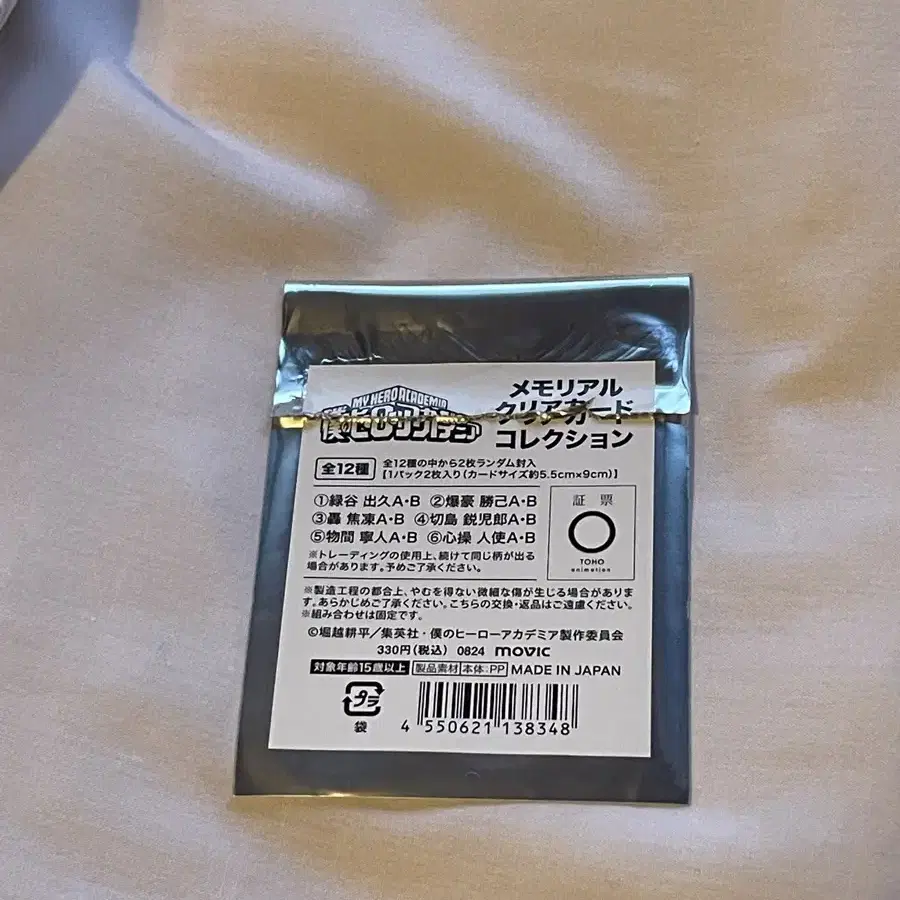 MY HERO ACADEMIA
僕のヒーローアカデミア
メモリアル
クリアカード
コレクション
全12種
全12種の中から2枚ランダム封入
【1パック2枚入り(カードサイズ約5.5cm×9cm)】
①緑谷 出久A・B ②爆豪 勝己A・B
③轟 焦凍A・B ④切島 鋭児郎A・B
⑤物間 寧人A・B ⑥心操 人使A・B
※トレーディングの使用上、続けて同じ柄が出る
場合があります。予めご了承ください。
証 票
TOHO
animation
※製造工程の都合上、やむを得ない微細な傷が生じる場合がありま
す。あらかじめご了承ください。こちらの交換・返品はご遠慮ください。
※組み合わせは固定です。
©堀越耕平/集英社・僕のヒーローアカデミア製作委員会
330円(税込) 0824 movic
対象年齢15歳以上 製品素材 本体:PP MADE IN JAPAN
プラ
袋
4 550621 138348